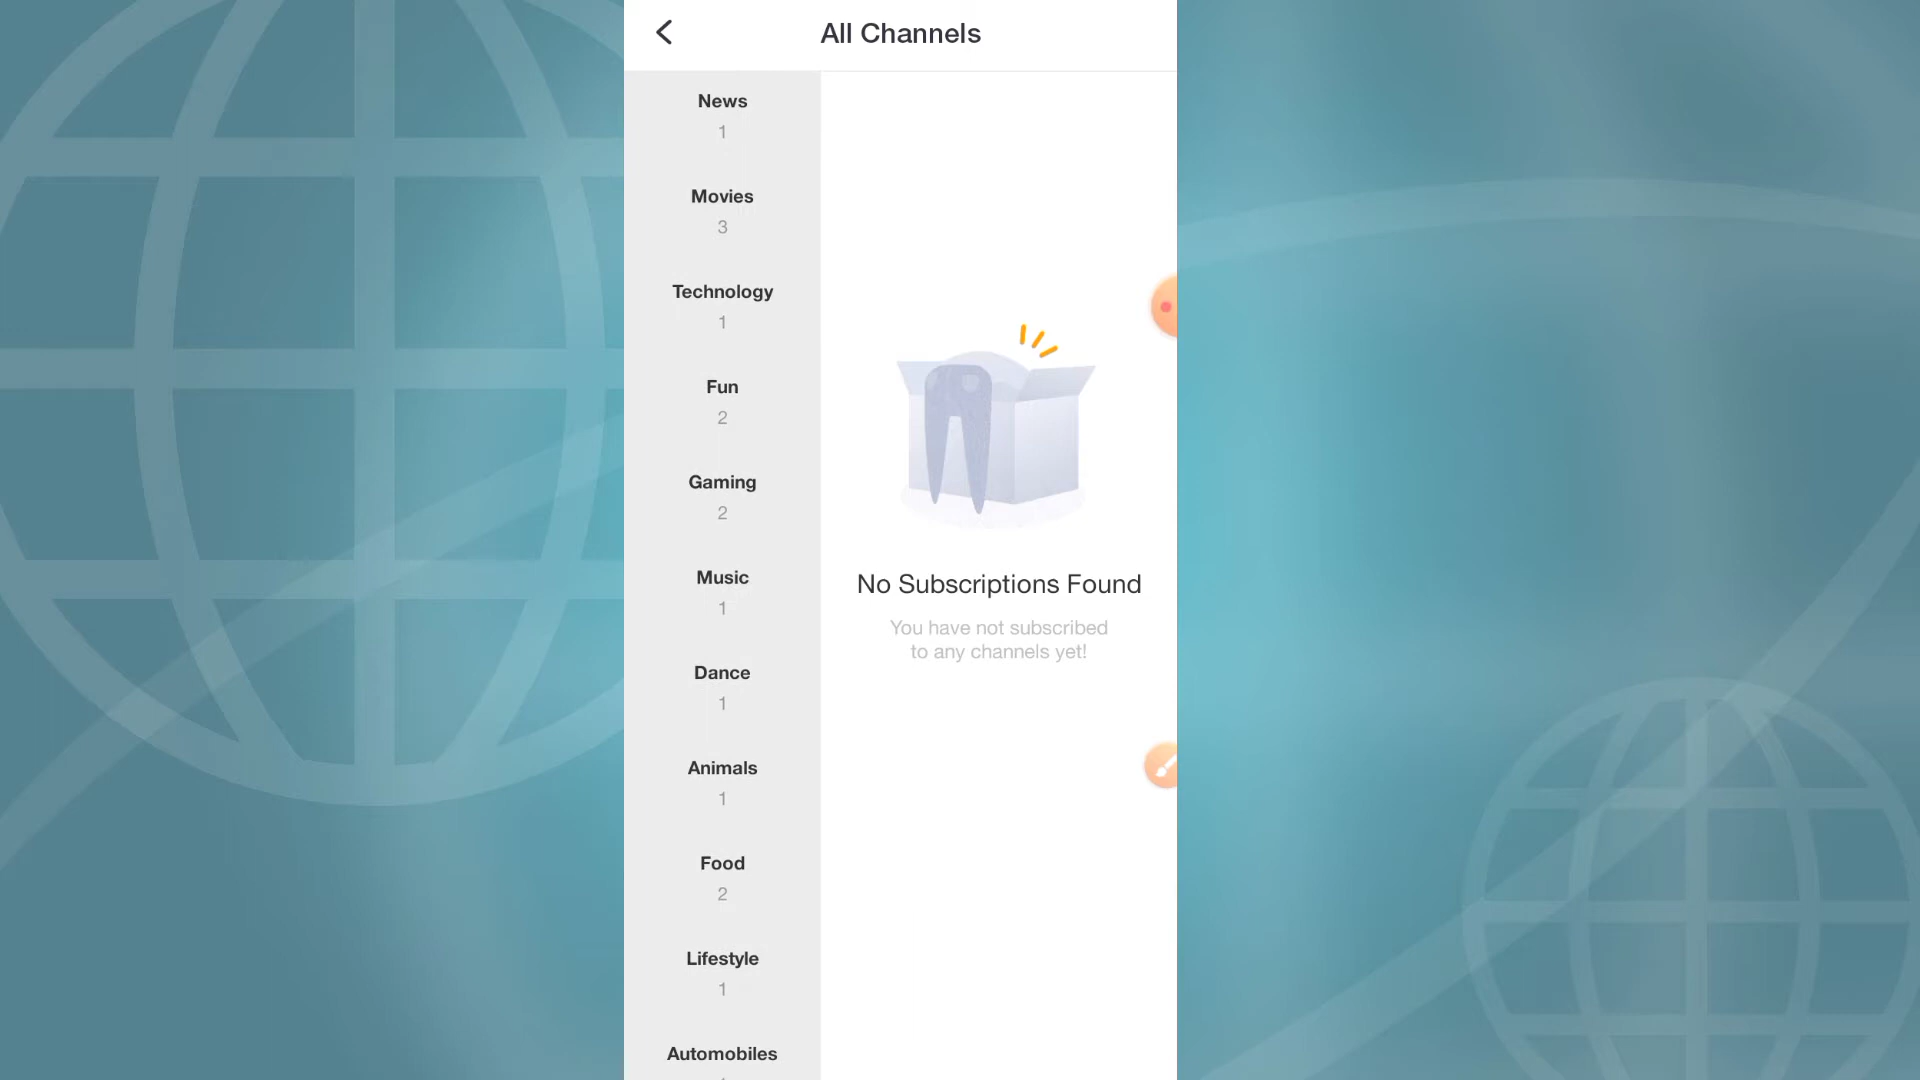 All Channels
News
1
Movies
3
Technology
1
Fun
2
Gaming
2
Music
1
Dance
1
Animals
1
Food
2
Lifestyle
1
Automobiles
No Subscriptions Found
You have not subscribed
to any channels yet!